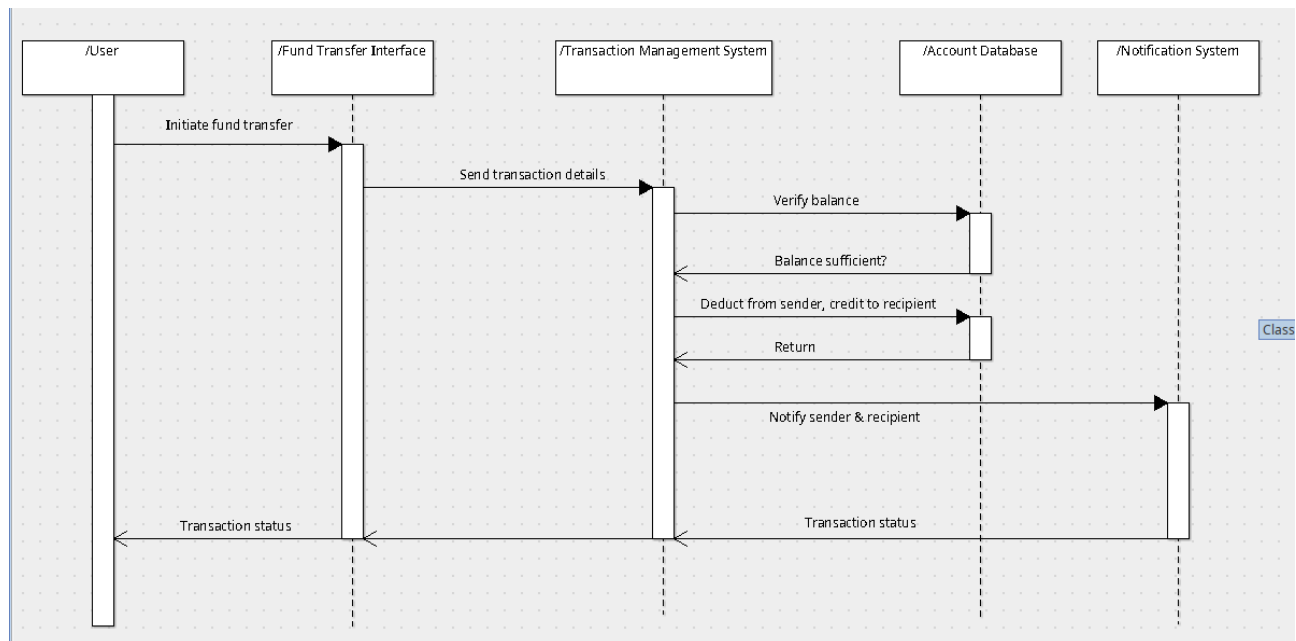 /User
/Fund Transfer Interface
/Transaction Management System
/Account Database
/Notification System
Initiate fund transfer
Send transaction details
Verify balance
Balance sufficient?
Deduct from sender, credit to recipient
Class
Return
Notify sender & recipient
Transaction status
Transaction status